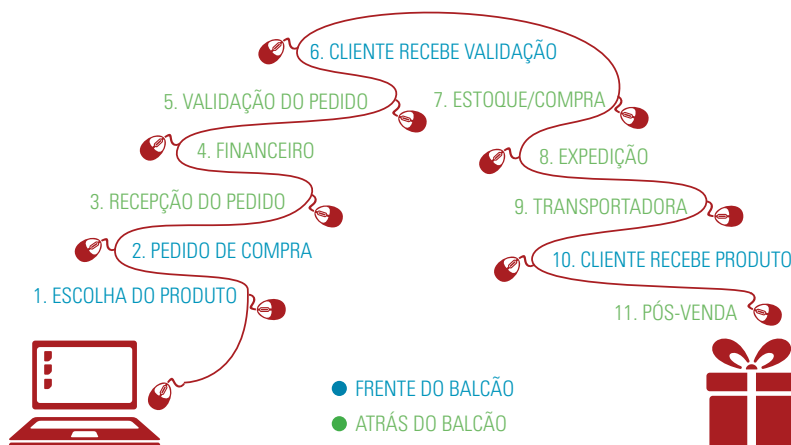 1. ESCOLHA DO PRODUTO
2. PEDIDO DE COMPRA
3. RECEPÇÃO DO PEDIDO
4. FINANCEIRO
5. VALIDAÇÃO DO PEDIDO
6. CLIENTE RECEBE VALIDAÇÃO
7. ESTOQUE/COMPRA
8. EXPEDIÇÃO
9. TRANSPORTADORA
10. CLIENTE RECEBE PRODUTO
11. PÓS-VENDA
FRENTE DO BALCÃO
ATRÁS DO BALCÃO